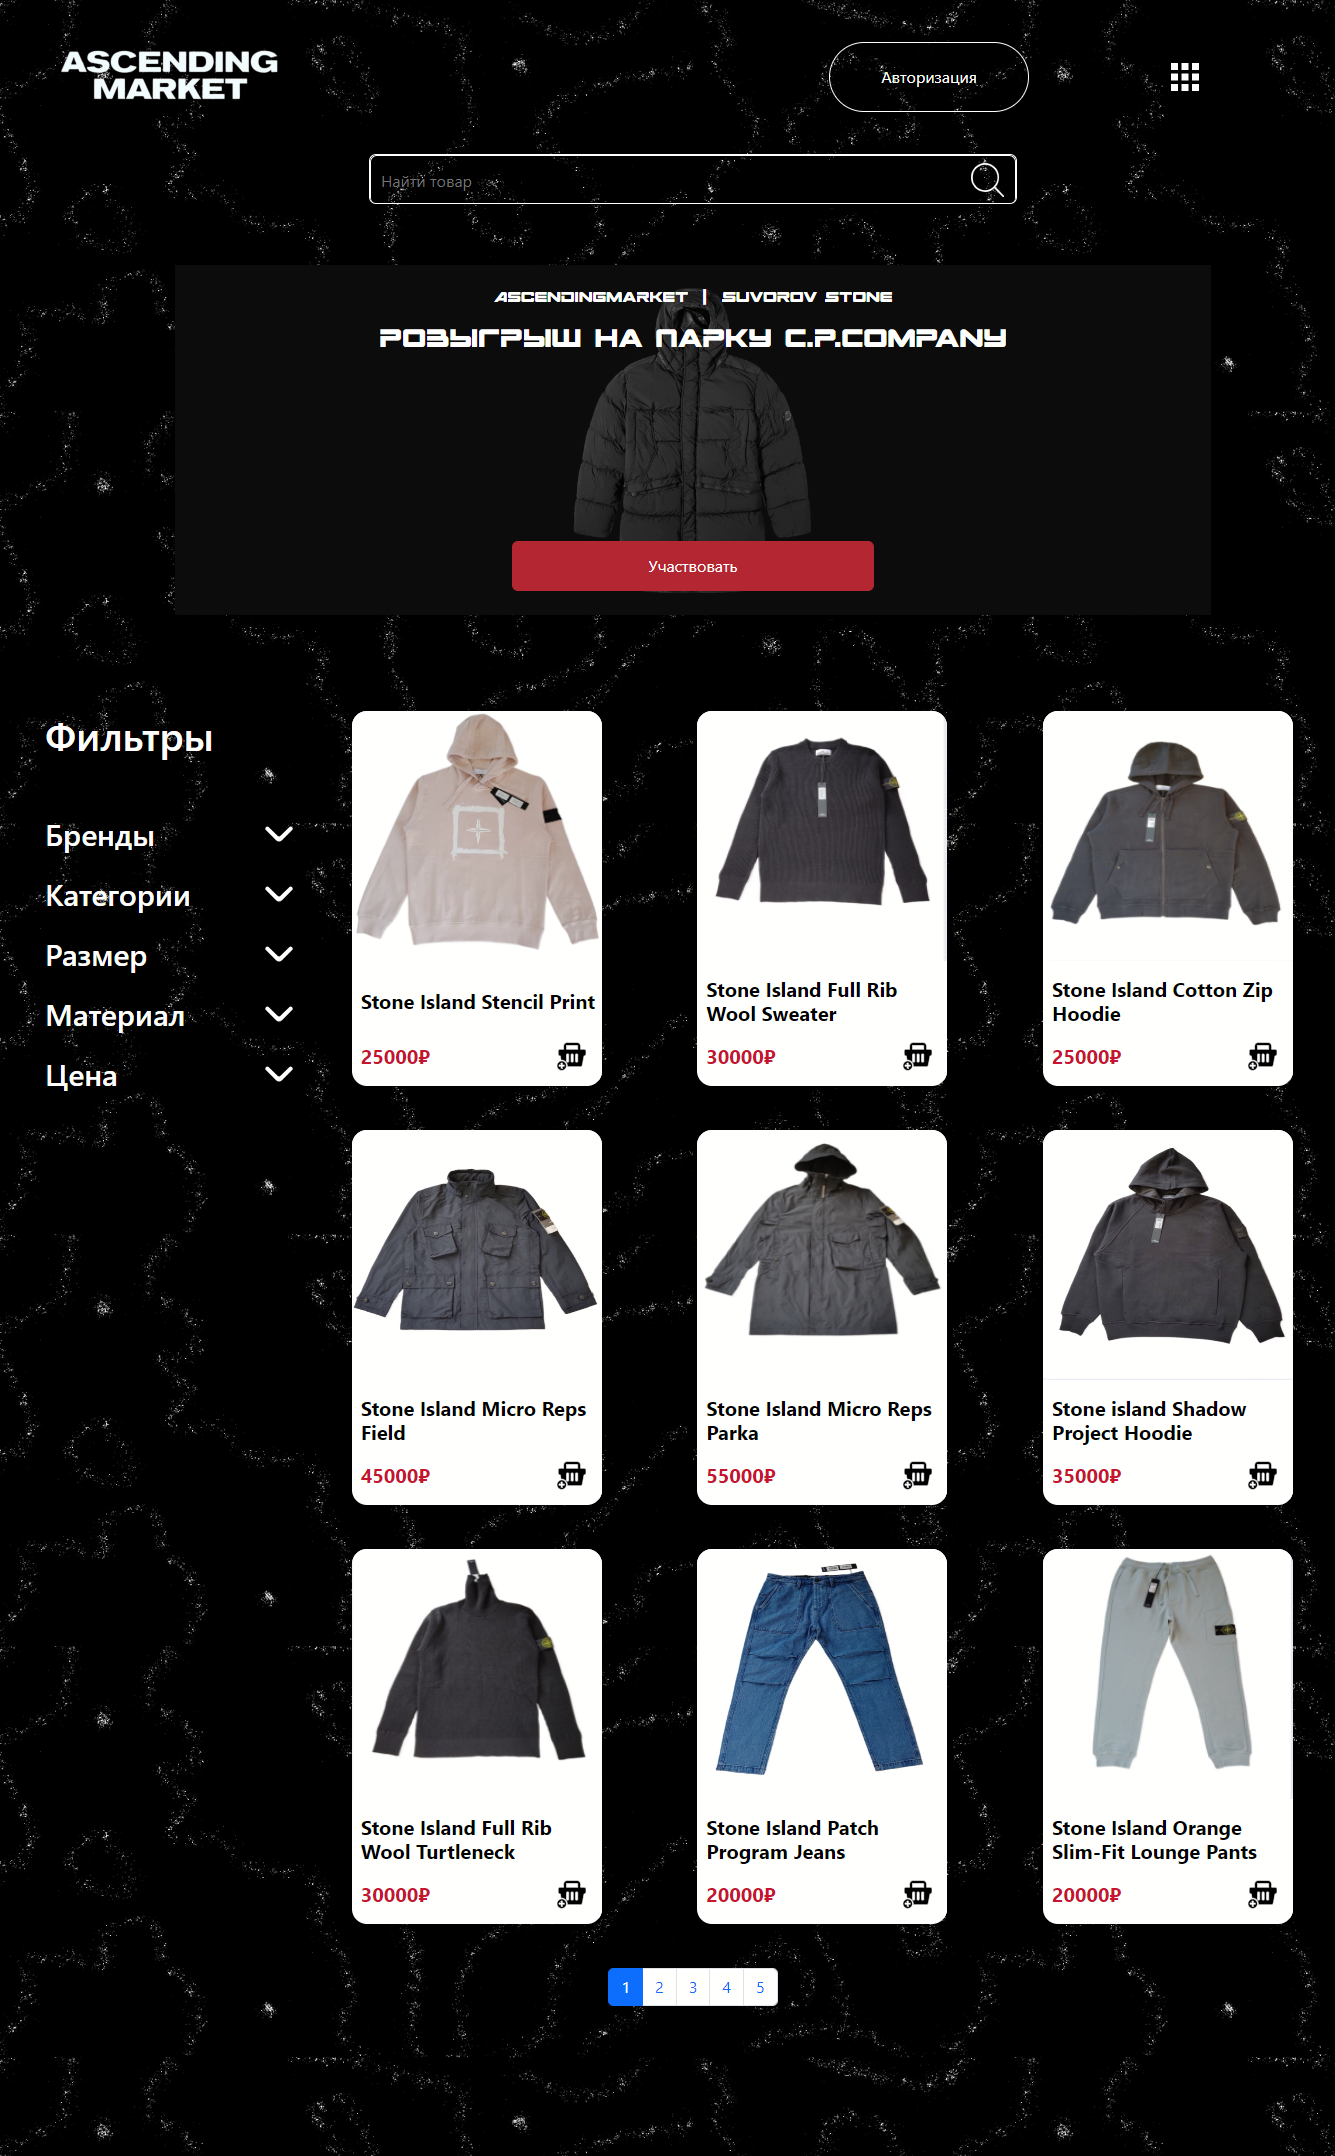 ASCENDING
MARKET
Авторизация
Найти товар
ASCENDINGMARKET | SUVOROV STONE
РОЗЫГРЫШ НА ПАРКУ C.P.COMPANY
Участвовать
Фильтры
Бренды
Категории
Размер
Материал
Цена
Stone Island Stencil Print
25000₽
Stone Island Full Rib
Wool Sweater
30000₽
Stone Island Cotton Zip
Hoodie
25000₽
Stone Island Micro Reps
Field
45000₽
Stone Island Micro Reps
Parka
55000₽
Stone island Shadow
Project Hoodie
35000₽
Stone Island Full Rib
Wool Turtleneck
30000₽
Stone Island Patch
Program Jeans
20000₽
Stone Island Orange
Slim-Fit Lounge Pants
20000₽
1 2 3 4 5